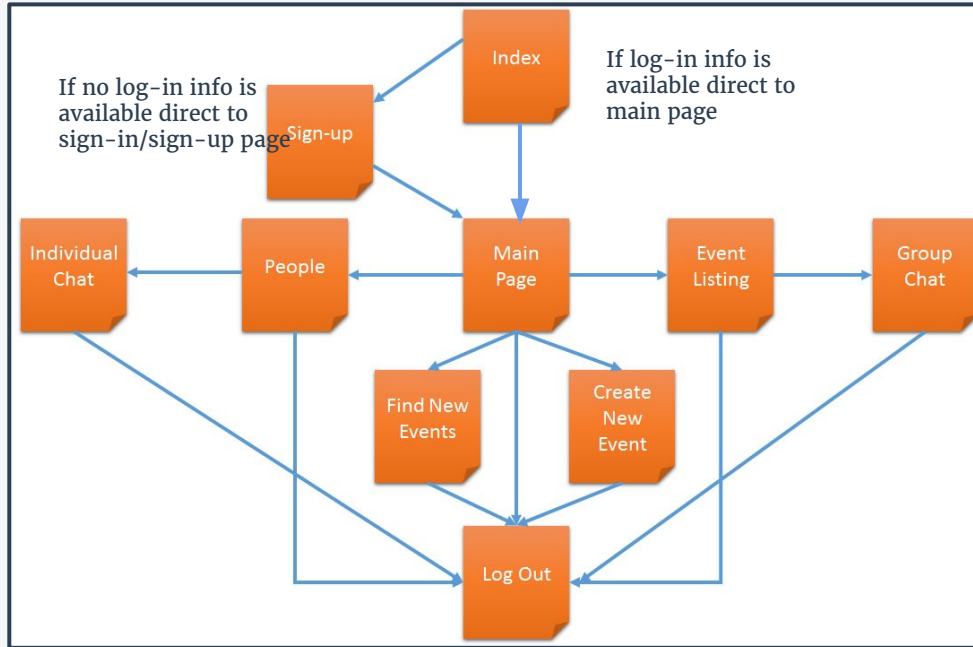 Index
If no log-in info is
available direct to
sign-in/sign-up page
If log-in info is
available direct to
main page
Sign-up
Individual
Chat
People
Main
Page
Event
Listing
Group
Chat
Find New
Events
Create
New
Event
Log Out